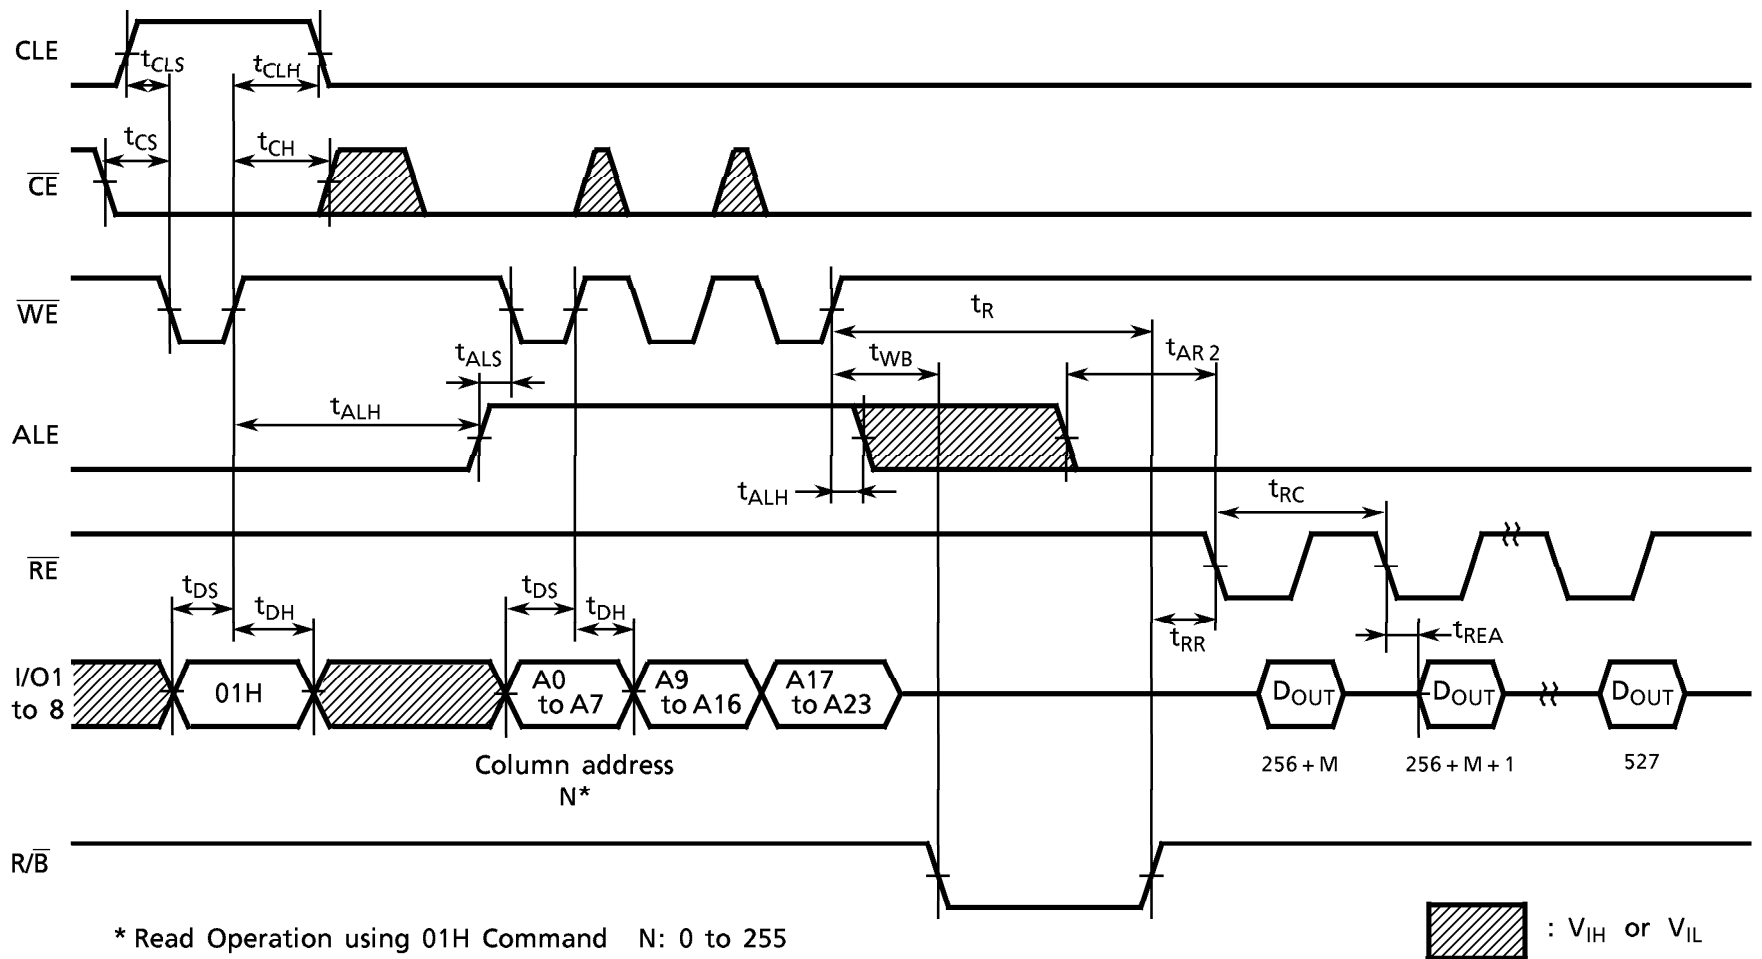 CLE
tCLS
tCLH
tCS
tCH
CE
WE
tR
tALS
tWB
tAR2
tALH
ALE
tALH
tRC
RE
tDS
tDH
tDS
tDH
tRR
tREA
I/O1
to 8
01H
A0
to A7
A9
to A16
A17
to A23
DOUT
DOUT
DOUT
Column address
N*
256 + M
256 + M + 1
527
R/B
* Read Operation using 01H Command N: 0 to 255
: VIH or VIL